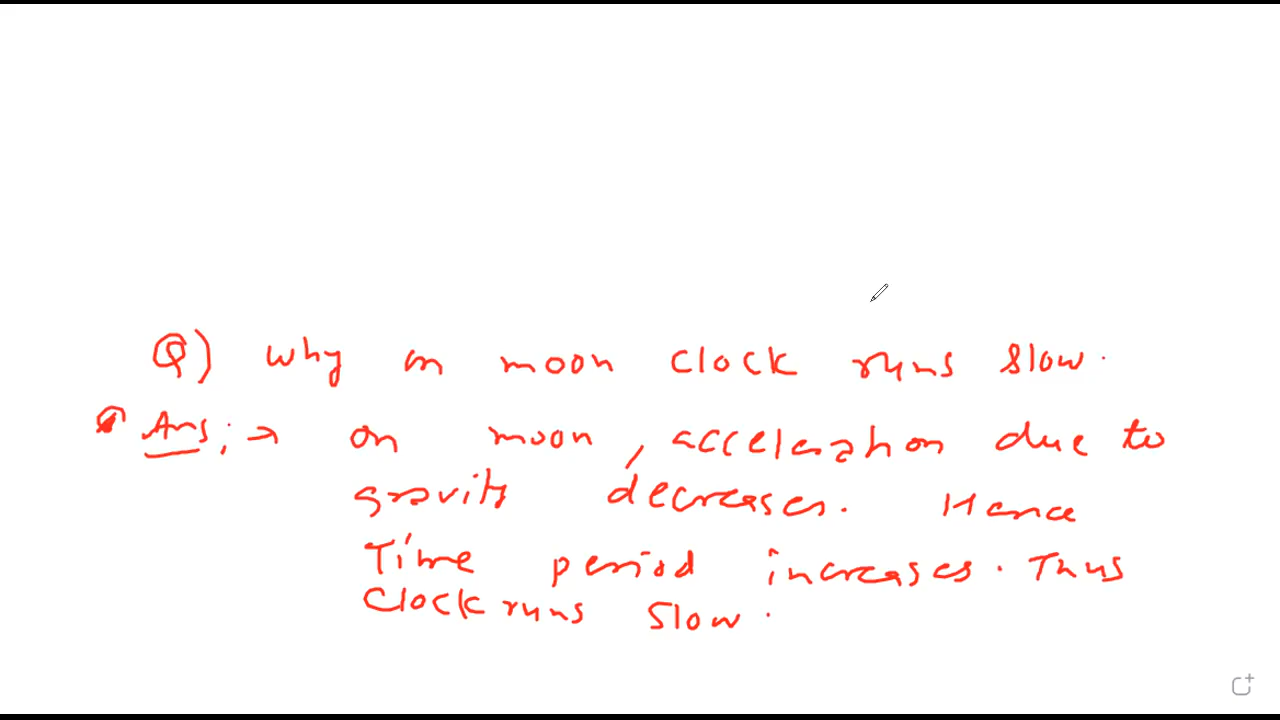 Q) why on moon clock runs slow.
Ans; → on moon, acceleration due to
gravity decreases. Hence
Time period increases. Thus
Clock runs slow.